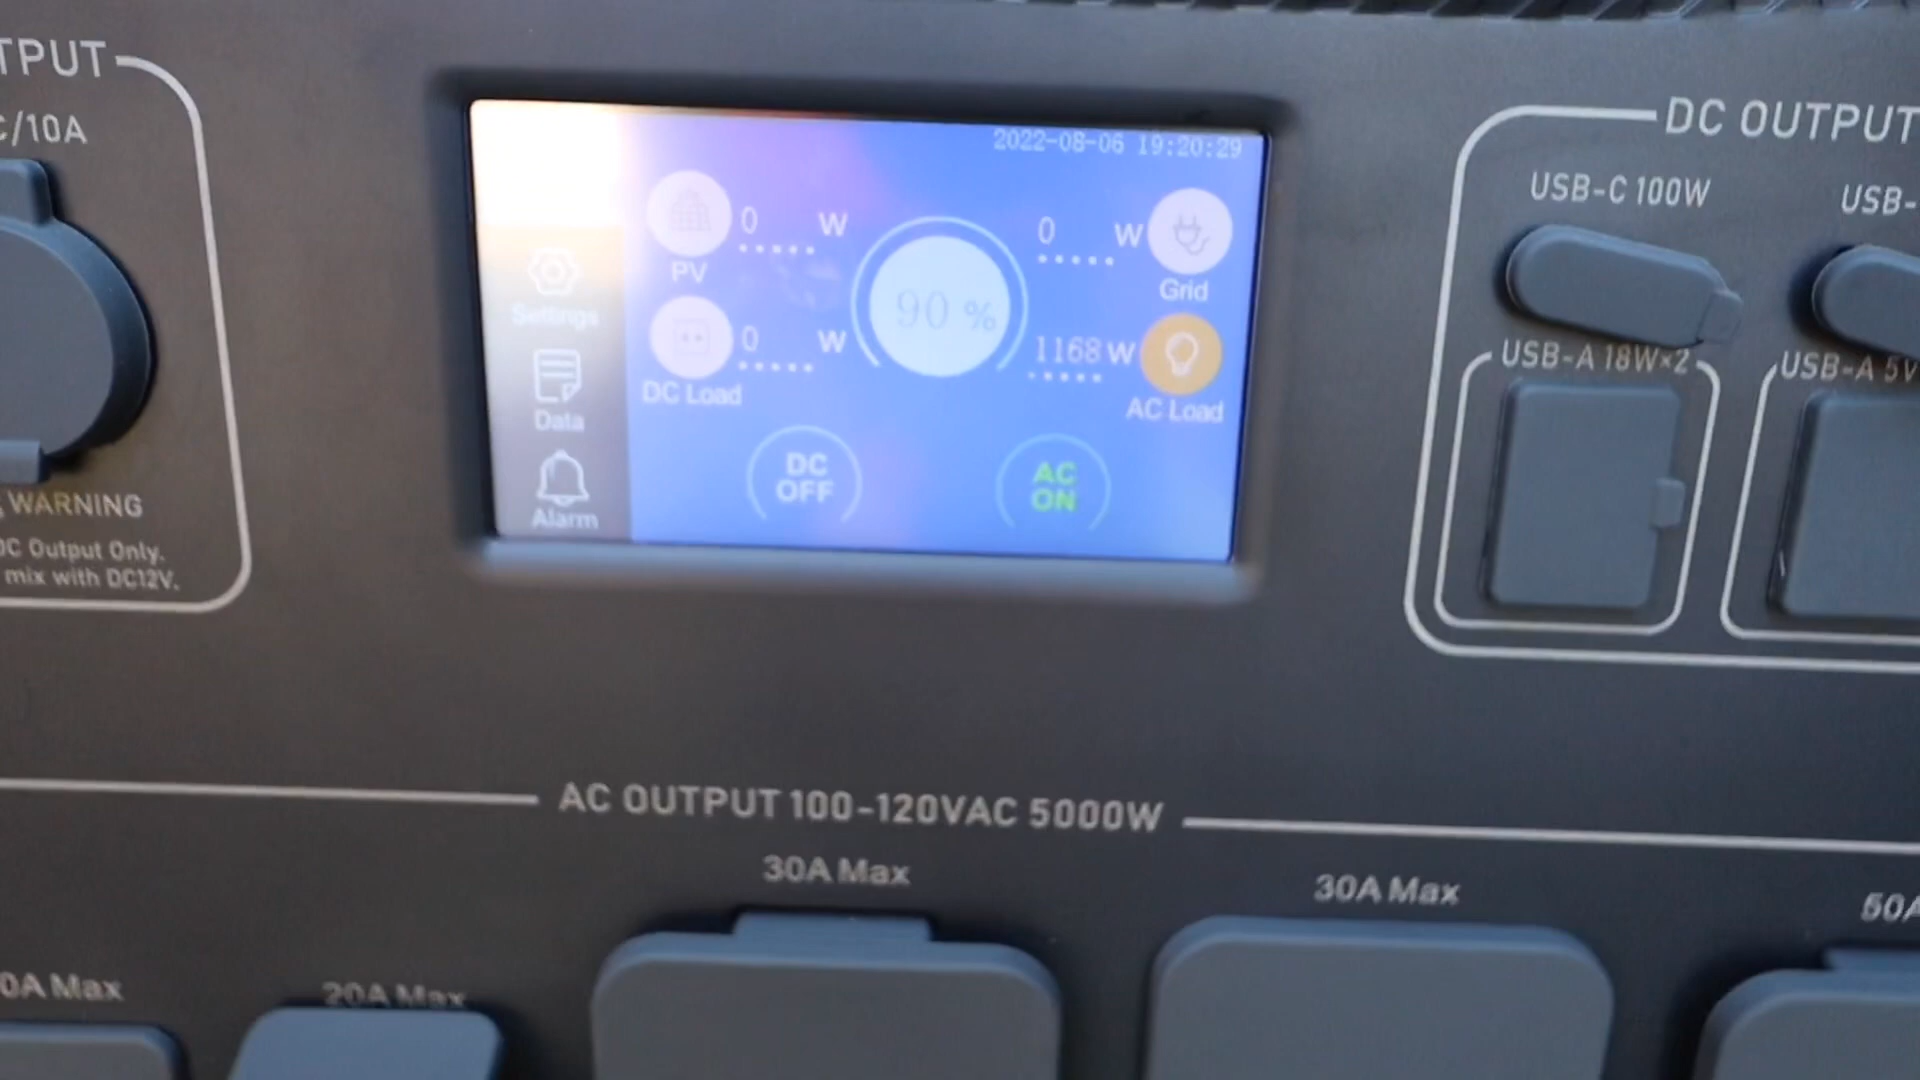 TPUT
C/10A
WARNING
DC Output Only.
mix with DC12V.
2022-08-06 19:20:29
0 W
PV
0 W
Grid
90 %
0 W
DC Load
1168 W
AC Load
Settings
Data
Alarm
DC
OFF
AC
ON
DC OUTPUT
USB-C 100W
USB-
USB-A 18W×2
USB-A 5V
AC OUTPUT 100-120VAC 5000W
0A Max
20A Max
30A Max
30A Max
50A